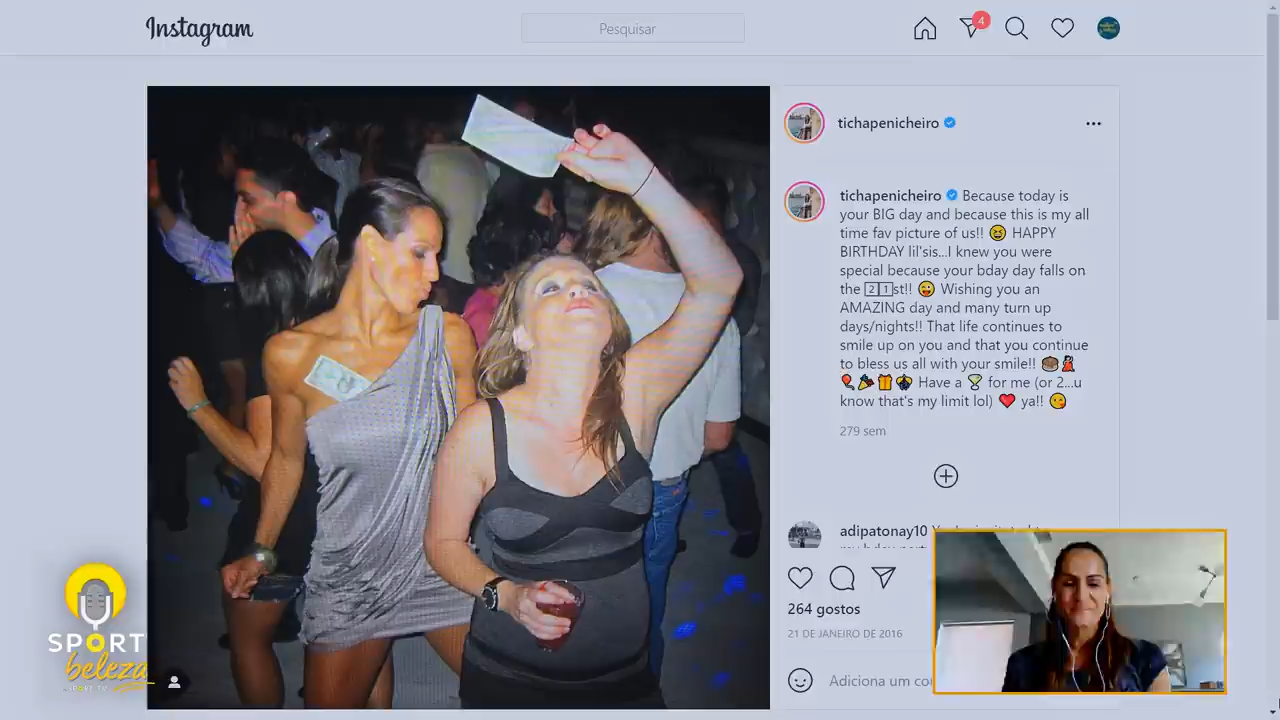 Instagram
Pesquisar
4
tichapenicheiro
tichapenicheiro Because today is
your BIG day and because this is my all
time fav picture of us!! 😆 HAPPY
BIRTHDAY lil'sis...I knew you were
special because your bday day falls on
the 2️⃣1️⃣st!! 😜 Wishing you an
AMAZING day and many turn up
days/nights!! That life continues to
smile up on you and that you continue
to bless us all with your smile!! 🎂💃
🎈🎉🎁👯 Have a 🍸 for me (or 2...u
know that's my limit lol) ❤️ ya!! 😘
279 sem
adipatonay10
264 gostos
21 DE JANEIRO DE 2016
Adiciona um co
SPORT
beleza